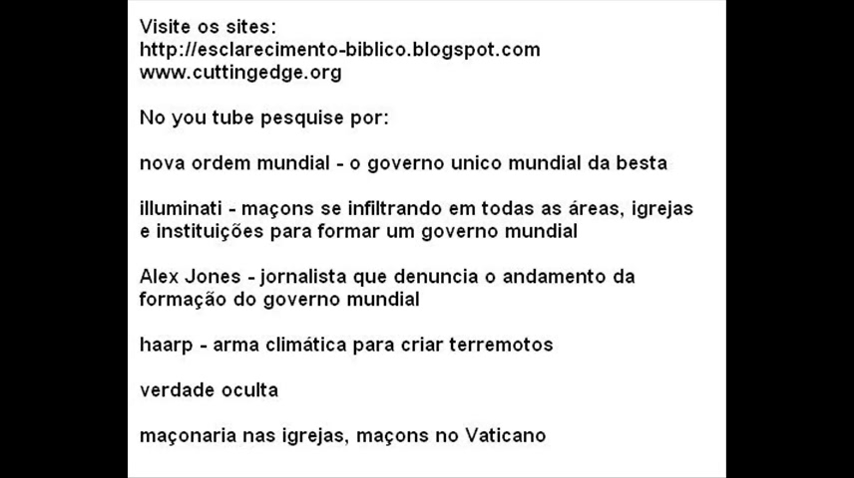 Visite os sites:
http://esclarecimento-biblico.blogspot.com
www.cuttingedge.org
No you tube pesquise por:
nova ordem mundial - o governo unico mundial da besta
illuminati - maçons se infiltrando em todas as áreas, igrejas
e instituições para formar um governo mundial
Alex Jones - jornalista que denuncia o andamento da
formação do governo mundial
haarp - arma climática para criar terremotos
verdade oculta
maçonaria nas igrejas, maçons no Vaticano